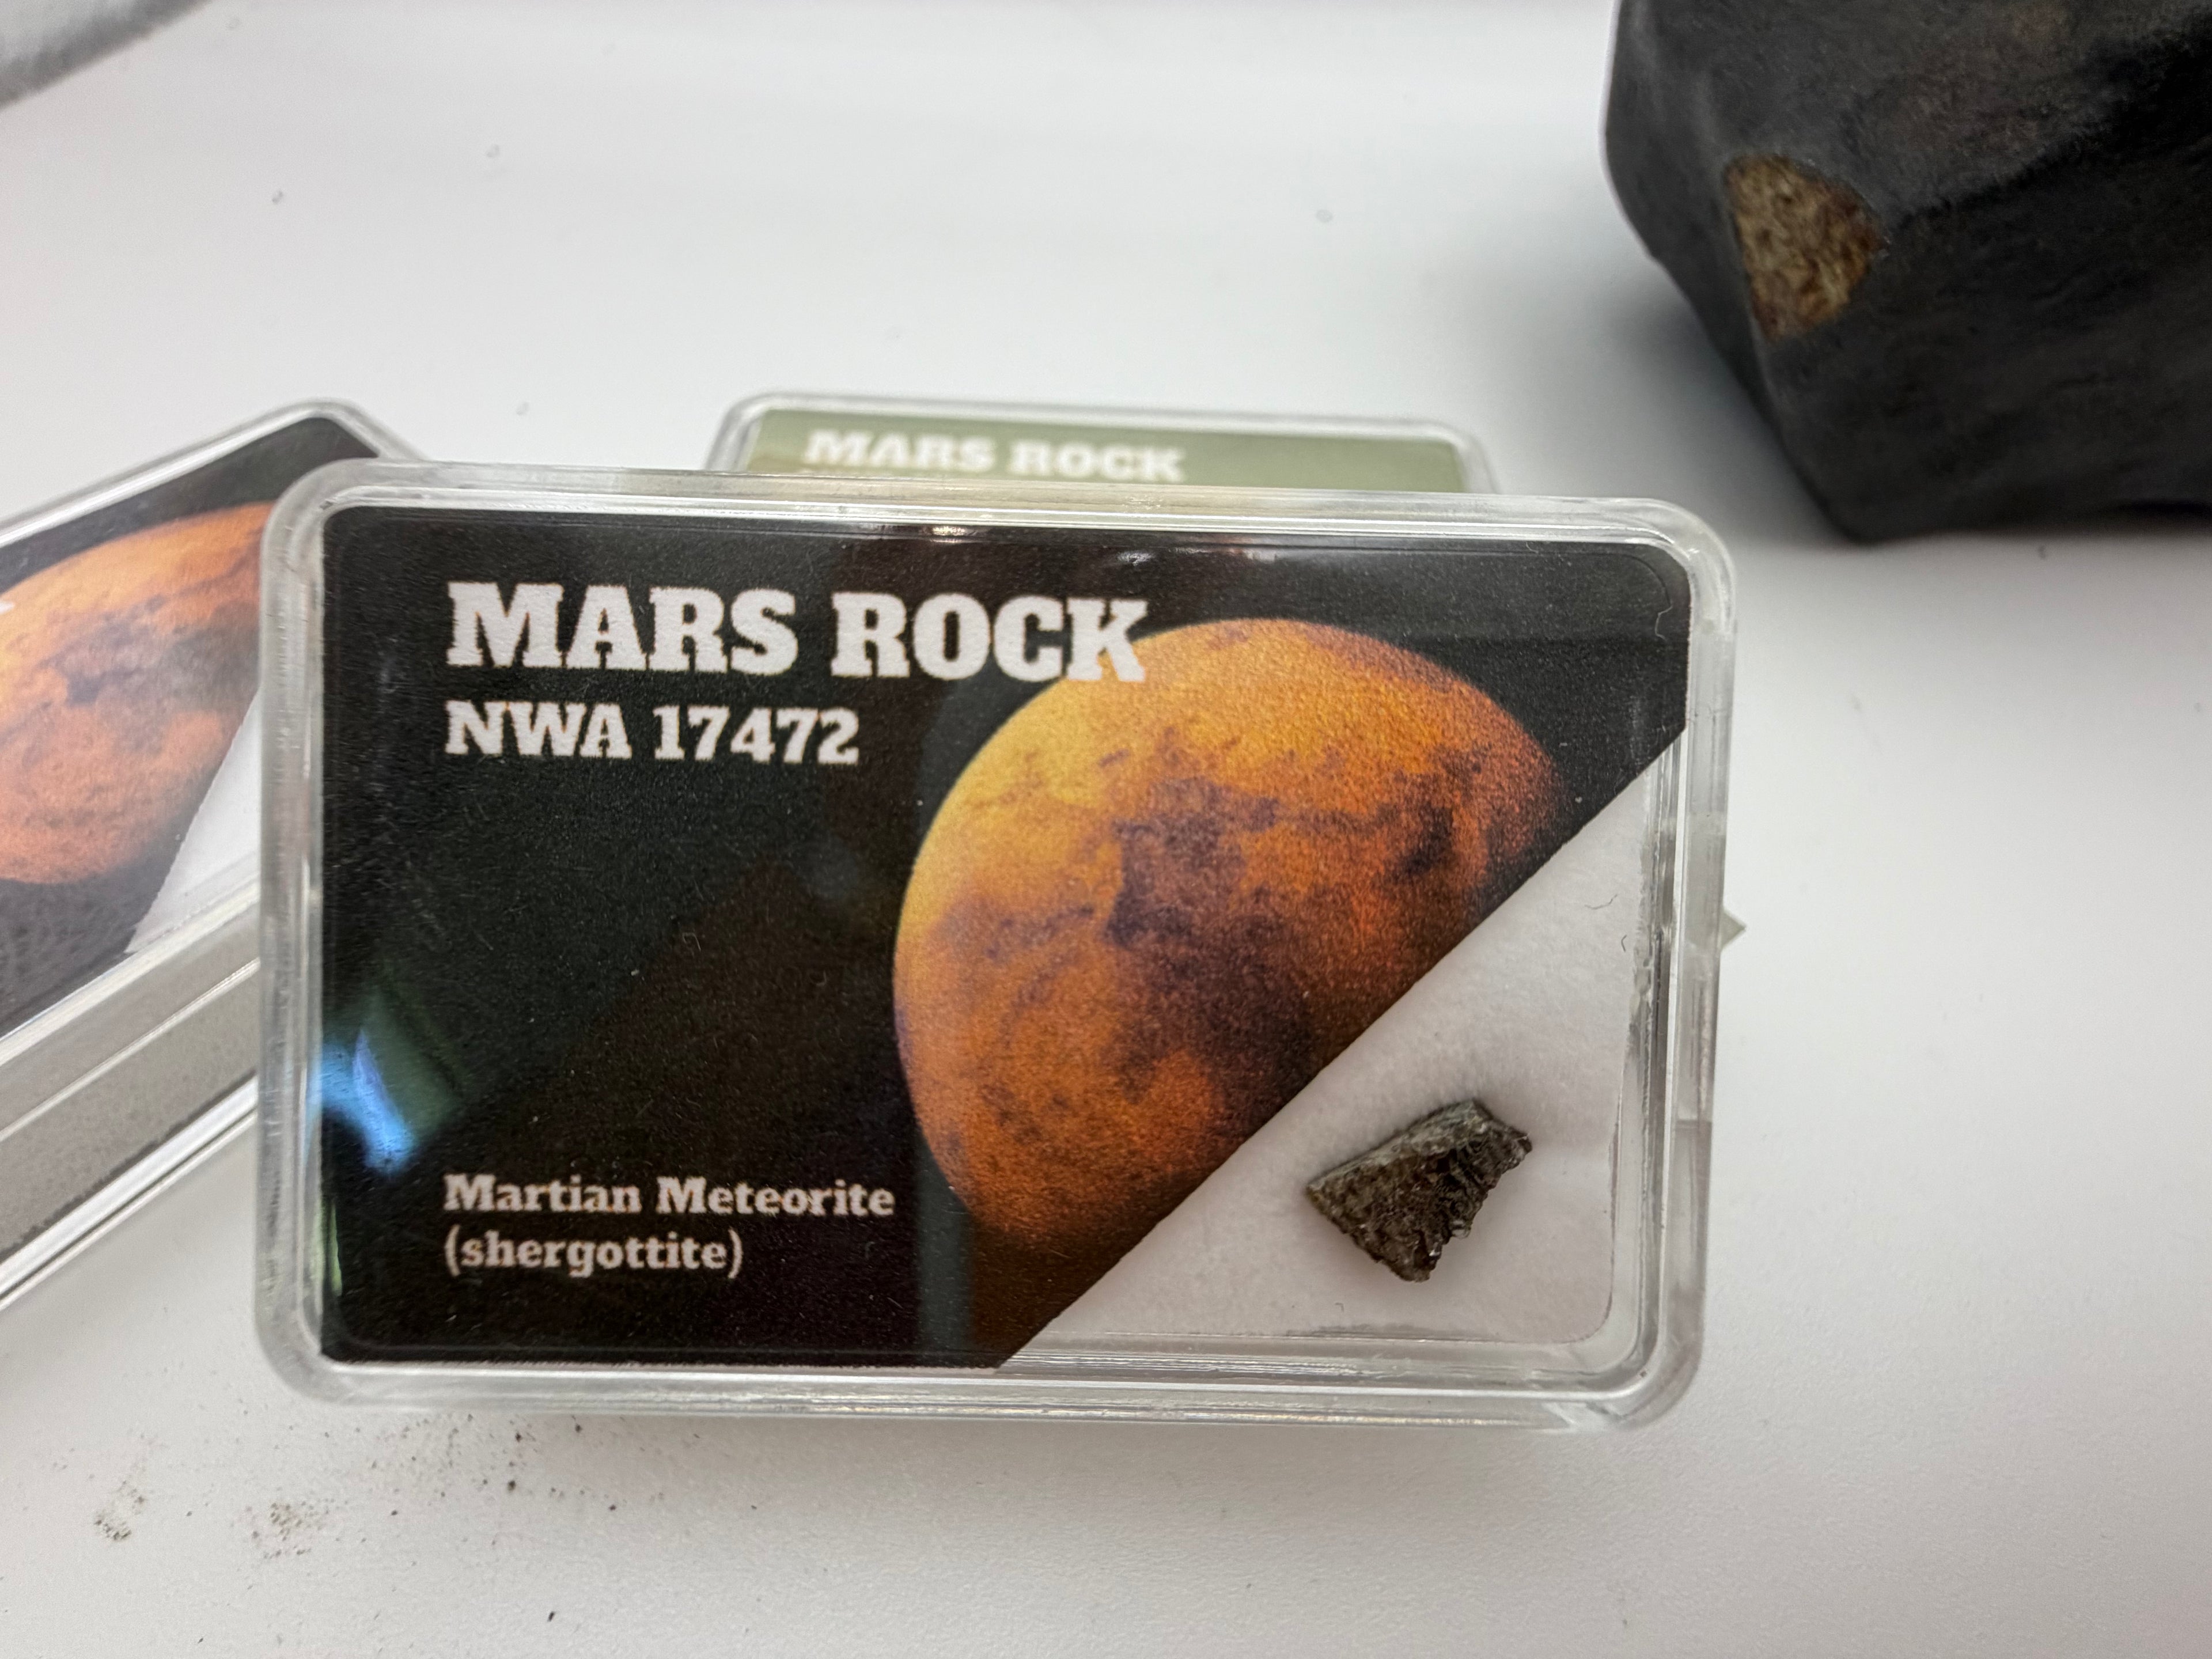 MARS ROCK
MARS ROCK
NWA 17472
Martian Meteorite
(shergottite)